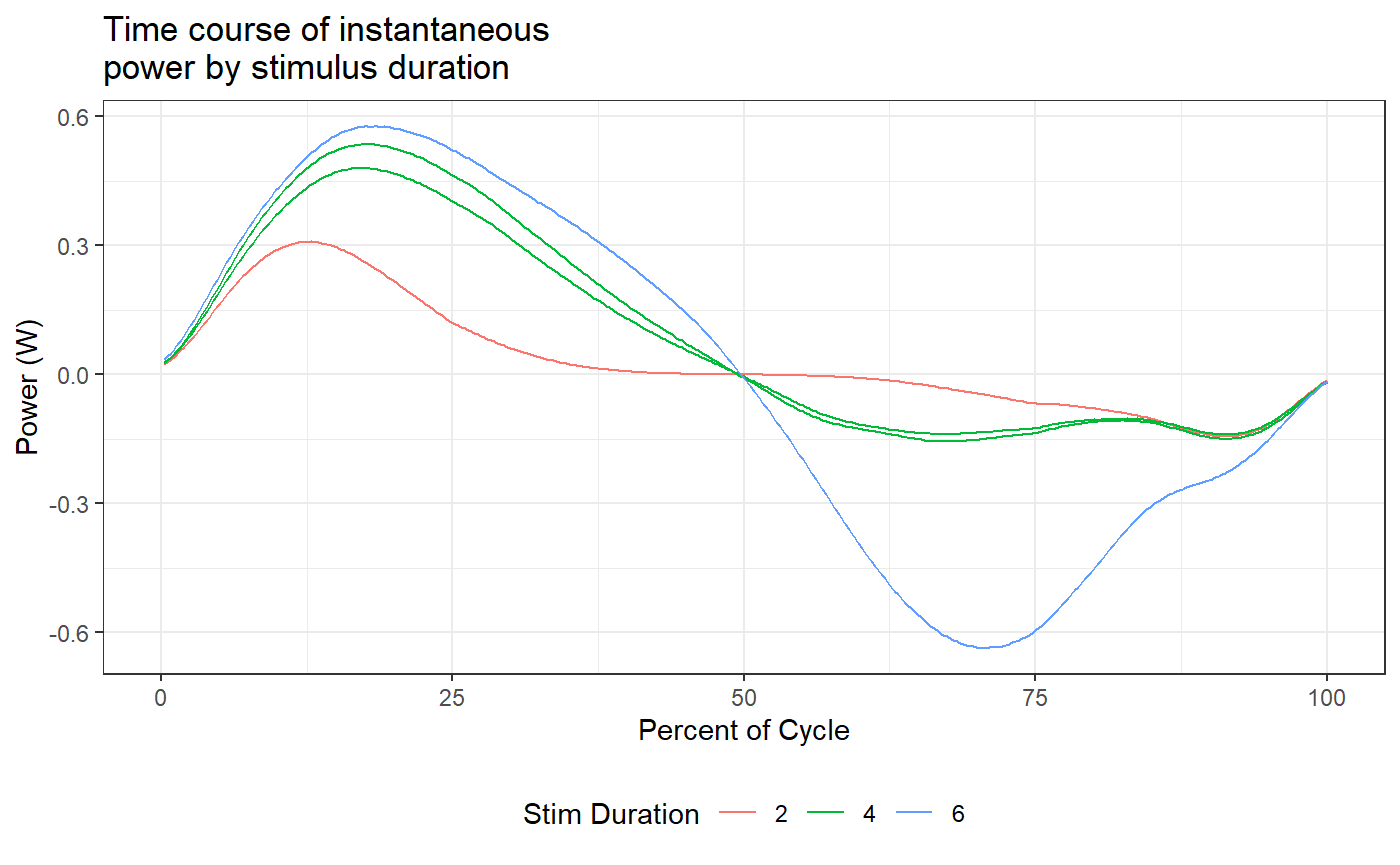 Time course of instantaneous
power by stimulus duration
Power (W)
0.6
0.3
0.0
-0.3
-0.6
0 25 50 75 100
Percent of Cycle
Stim Duration 2 4 6